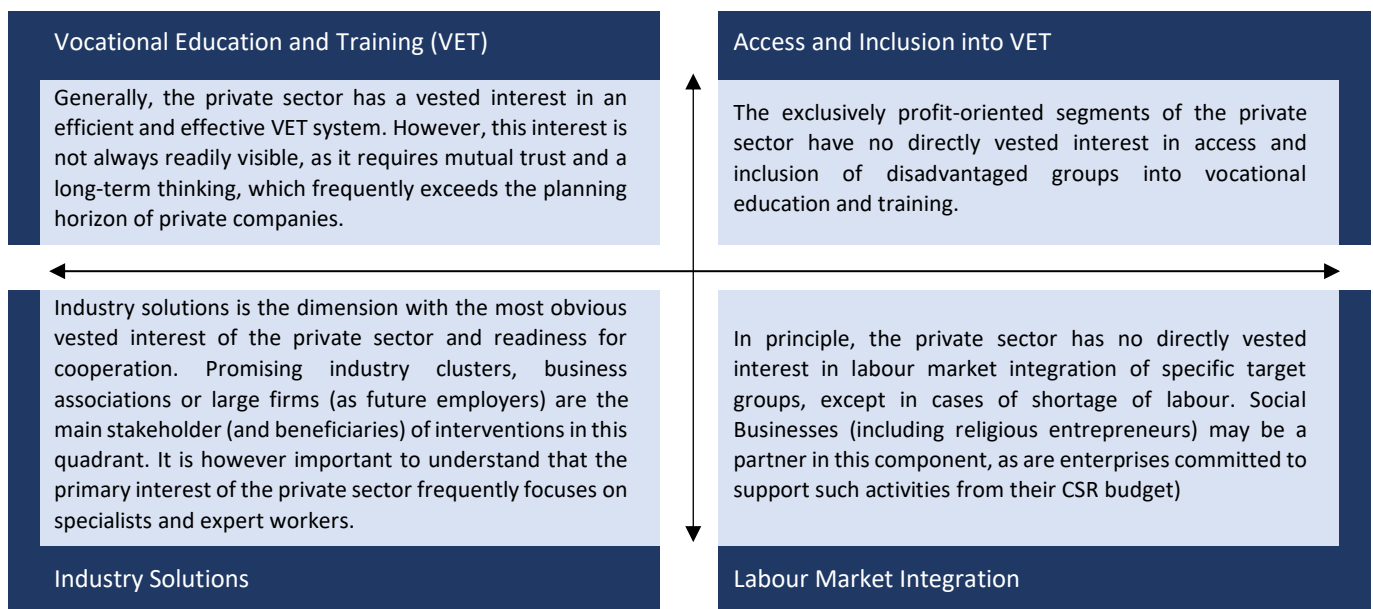 Vocational Education and Training (VET)
Generally, the private sector has a vested interest in an
efficient and effective VET system. However, this interest is
not always readily visible, as it requires mutual trust and a
long-term thinking, which frequently exceeds the planning
horizon of private companies.
Access and Inclusion into VET
The exclusively profit-oriented segments of the private
sector have no directly vested interest in access and
inclusion of disadvantaged groups into vocational
education and training.
Industry solutions is the dimension with the most obvious
vested interest of the private sector and readiness for
cooperation. Promising industry clusters, business
associations or large firms (as future employers) are the
main stakeholder (and beneficiaries) of interventions in this
quadrant. It is however important to understand that the
primary interest of the private sector frequently focuses on
specialists and expert workers.
Industry Solutions
In principle, the private sector has no directly vested
interest in labour market integration of specific target
groups, except in cases of shortage of labour. Social
Businesses (including religious entrepreneurs) may be a
partner in this component, as are enterprises committed to
support such activities from their CSR budget)
Labour Market Integration